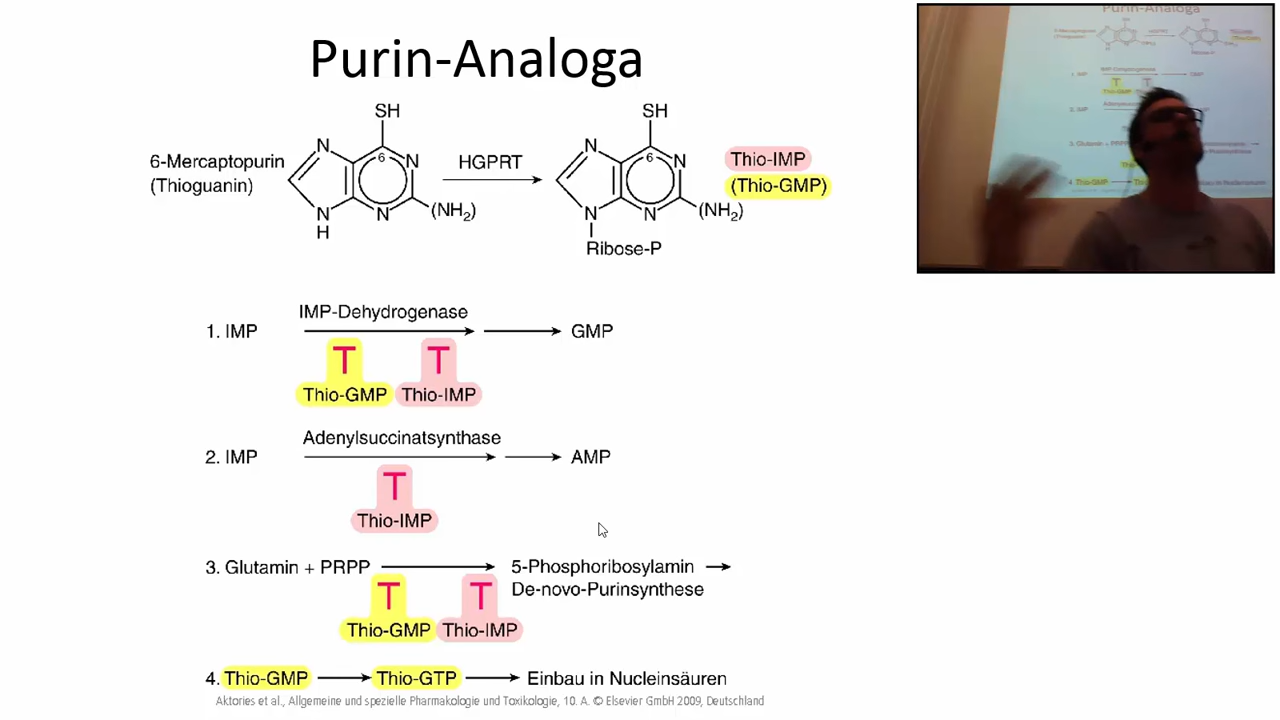 Purin-Analoga
SH
SH
6-Mercaptopurin
(Thioguanin)
N
6
N
N
H
N
(NH2)
HGPRT
N
6
N
N
N
(NH2)
Ribose-P
Thio-IMP
(Thio-GMP)
1. IMP
IMP-Dehydrogenase
GMP
T
T
Thio-GMP
Thio-IMP
2. IMP
Adenylsuccinatsynthase
AMP
T
Thio-IMP
3. Glutamin + PRPP
5-Phosphoribosylamin
De-novo-Purinsynthese
T
T
Thio-GMP
Thio-IMP
4. Thio-GMP
Thio-GTP
Einbau in Nucleinsäuren
Aktories et al., Allgemeine und spezielle Pharmakologie und Toxikologie, 10. A. © Elsevier GmbH 2009, Deutschland
Purin-Analoga